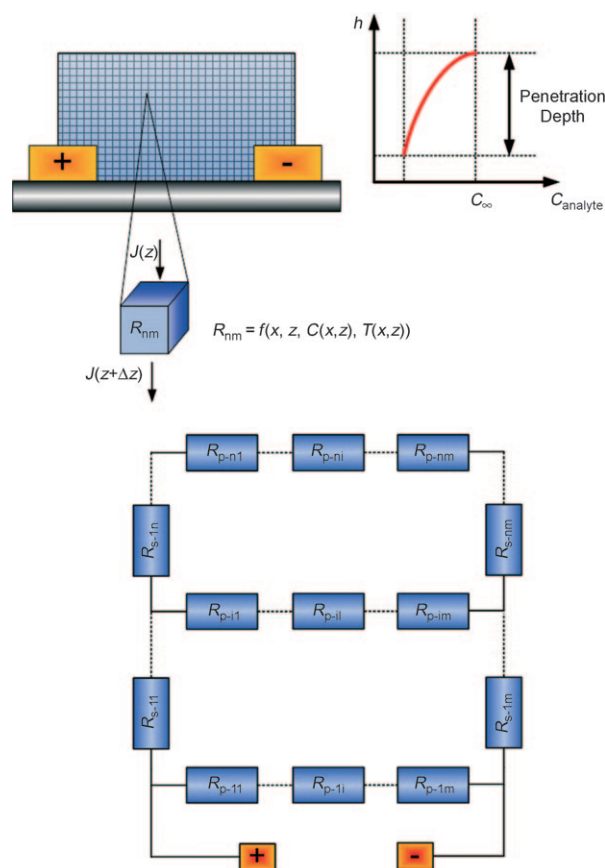 h
Penetration
Depth
C∞
Canalyte
+
-
J(z)
Rnm
Rnm = f(x, z, C(x,z), T(x,z))
J(z+Δz)
Rp-n1
Rp-ni
Rp-nm
Rs-1n
Rs-nm
Rp-i1
Rp-iI
Rp-im
Rs-11
Rs-1m
Rp-11
Rp-1i
Rp-1m
+
-